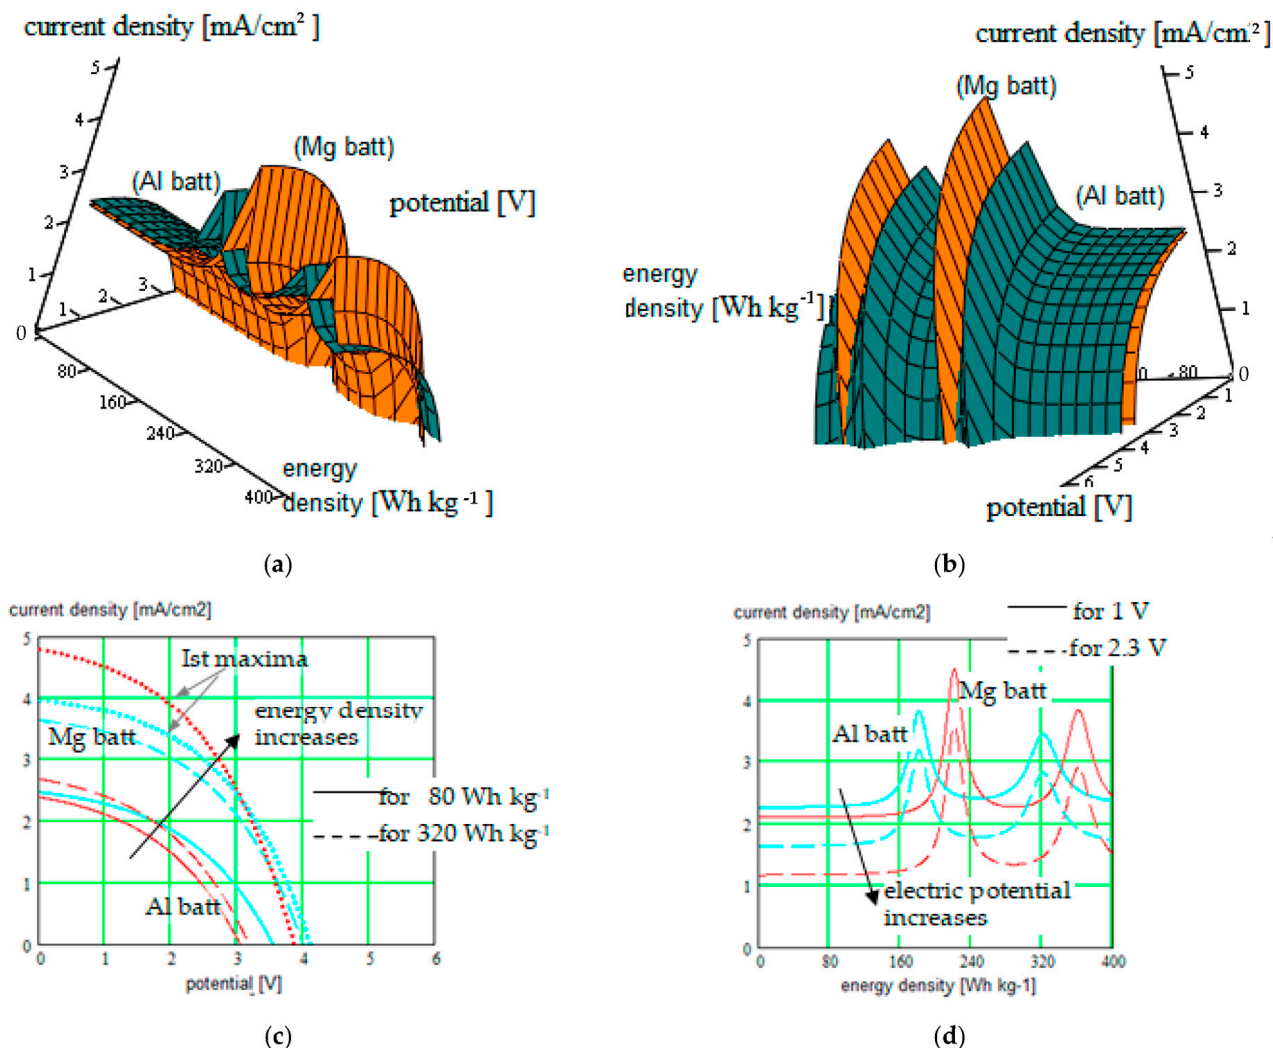 current density [mA/cm² ]
5
4
3
2
1
0
1
2
3
(Al batt)
(Mg batt)
potential [V]
80
160
240
320
400
energy
density [Wh kg -1 ]
(a)
current density [mA/cm2]
5
4
3
2
1
0
(Mg batt)
(Al batt)
energy
density [Wh kg-1]
0
80
1
2
3
4
5
6
potential [V]
(b)
current density [mA/cm2]
5
4
3
2
1
0
Ist maxima
energy density
increases
Mg batt
for 80 Wh kg-1
for 320 Wh kg-1
Al batt
0 1 2 3 4 5 6
potential [V]
(c)
current density [mA/cm2]
for 1 V
for 2.3 V
5
4
3
2
1
0
Mg batt
Al batt
electric potential
increases
0 80 160 240 320 400
energy density [Wh kg-1]
(d)